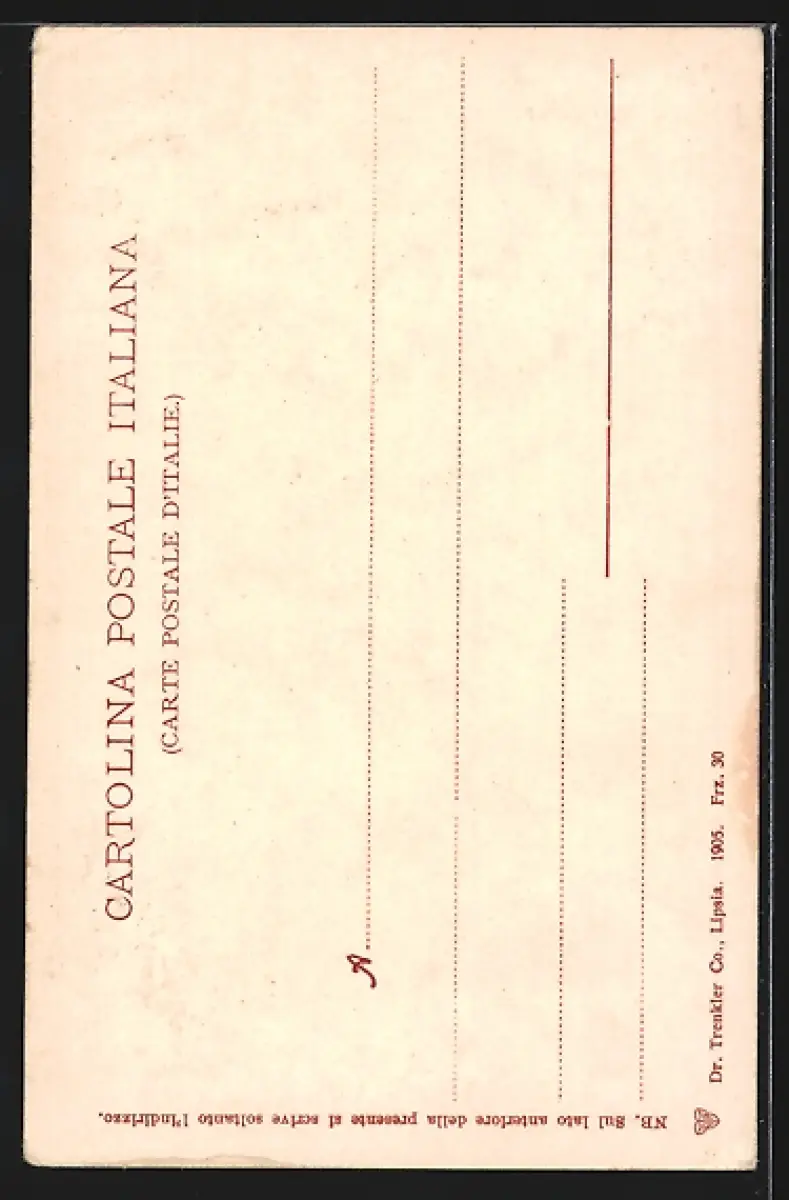 CARTOLINA POSTALE ITALIANA
(CARTE POSTALE D'ITALIE.)
A
NB. Sul lato anteriore della presente si scrive soltanto l'indirizzo.
Dr. Trenkler Co., Lipsia. 1905. Frz. 30